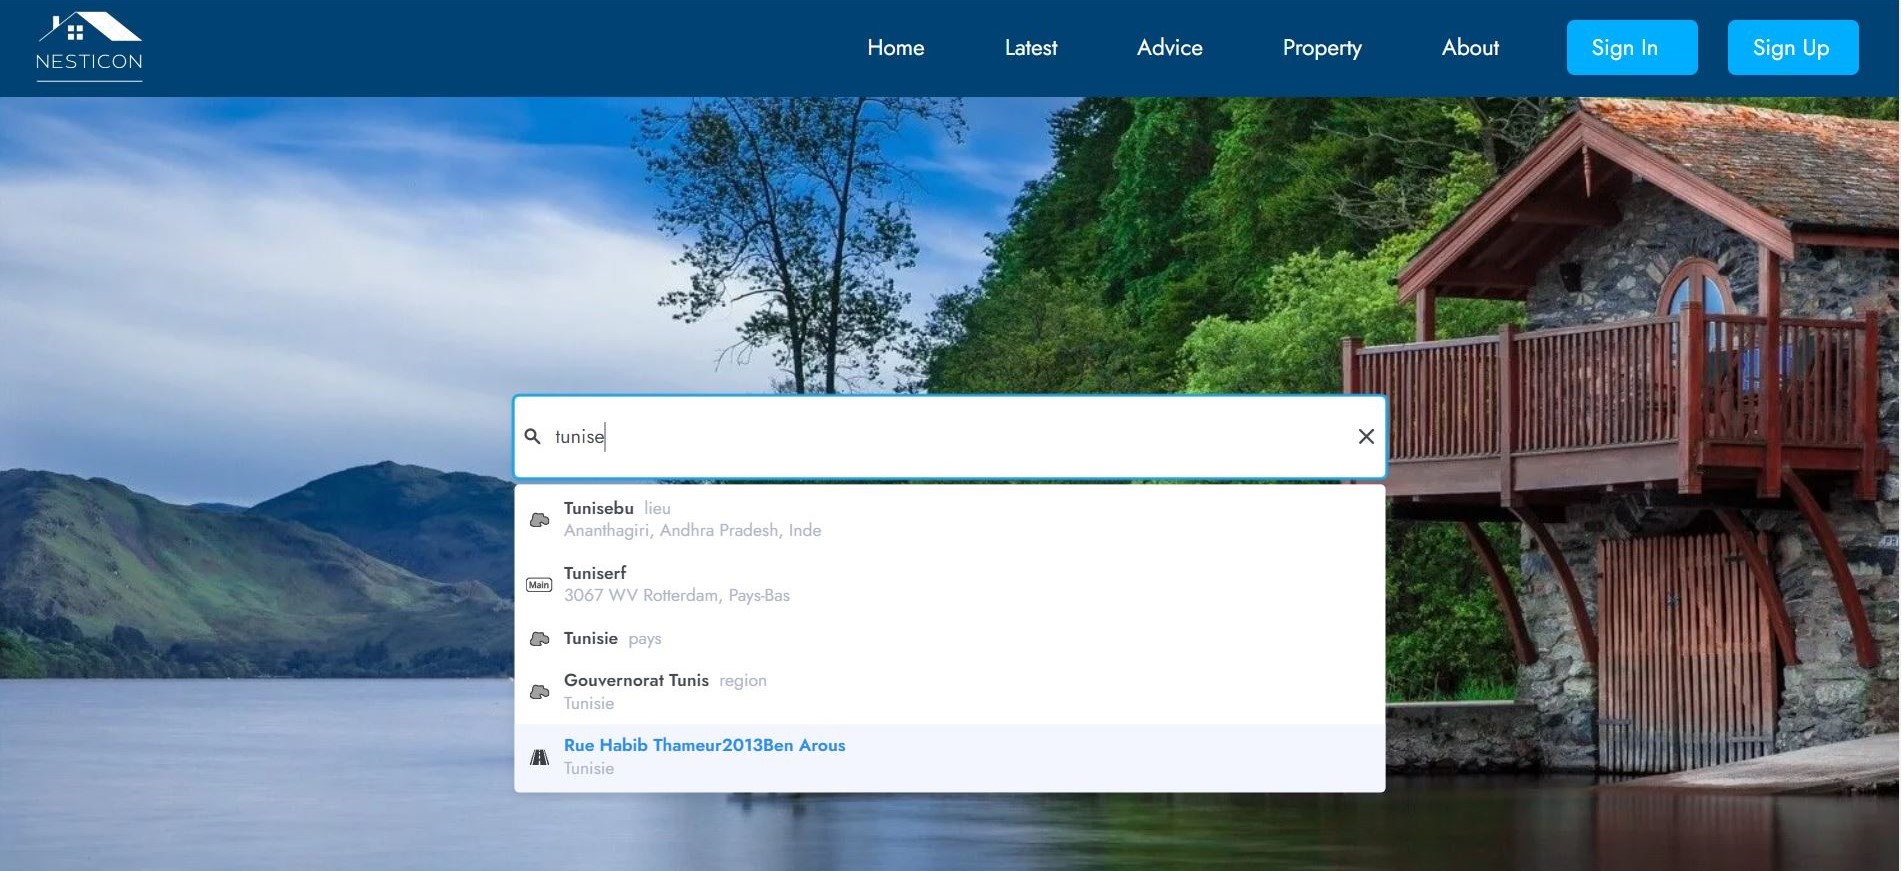 NESTICON
Home Latest Advice Property About Sign In Sign Up
tunise
Tunisebu lieu
Ananthagiri, Andhra Pradesh, Inde
Main
Tuniserf
3067 WV Rotterdam, Pays-Bas
Tunisie pays
Gouvernorat Tunis region
Tunisie
Rue Habib Thameur2013Ben Arous
Tunisie